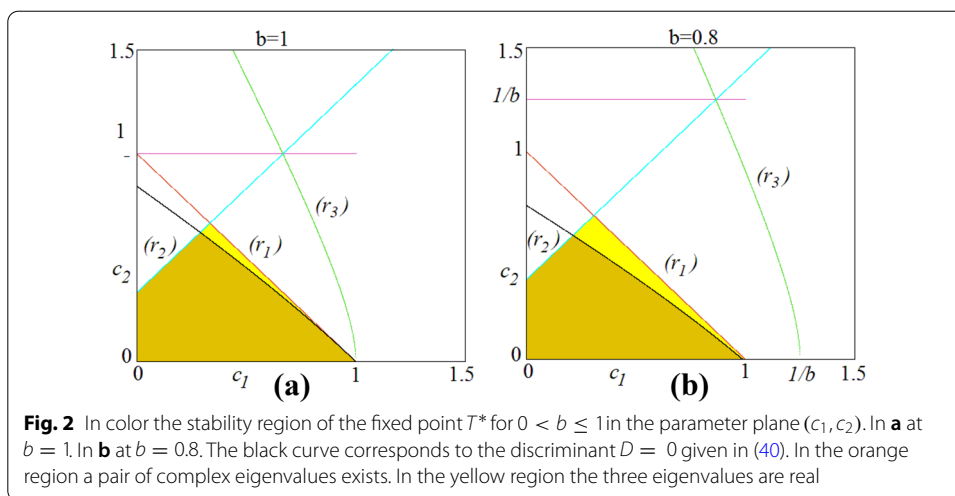 b=1
1.5
1
(r3)
(r2)
(r1)
c2
0
0
c1
1
1.5
(a)
b=0.8
1.5
1/b
1
(r3)
(r2)
(r1)
c2
0
0
c1
1
1/b
1.5
(b)
Fig. 2 In color the stability region of the fixed point T* for 0 < b ≤ 1 in the parameter plane (c1, c2). In a at
b = 1. In b at b = 0.8. The black curve corresponds to the discriminant D = 0 given in (40). In the orange
region a pair of complex eigenvalues exists. In the yellow region the three eigenvalues are real